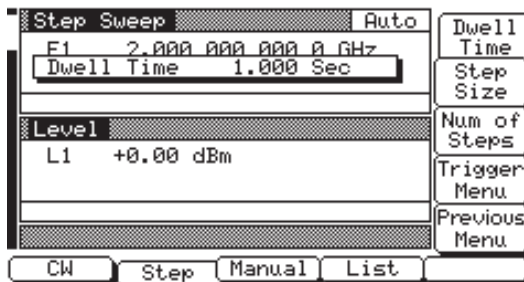 Step Sweep Auto
F1 2.000 000 000 0 GHz
Dwell Time 1.000 Sec
Level
L1 +0.00 dBm
Dwell
Time
Step
Size
Num of
Steps
Trigger
Menu
Previous
Menu
CW Step Manual List